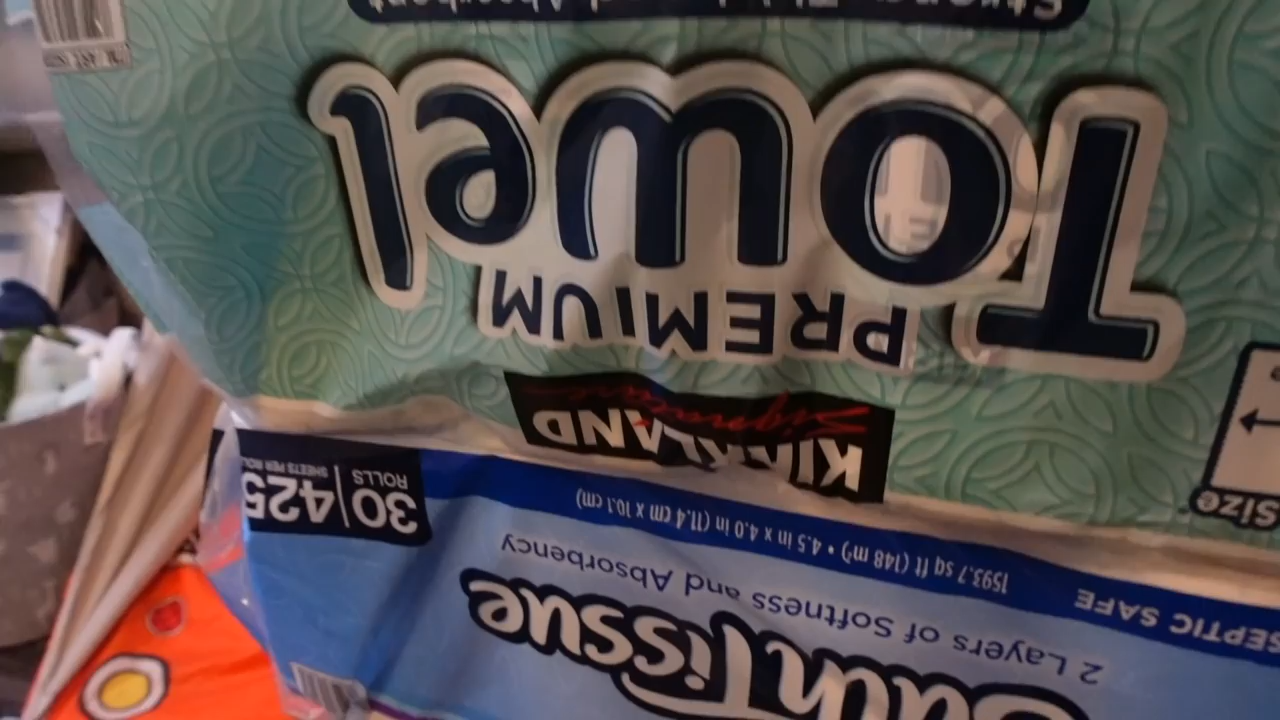 Bath Tissue
2 Layers of Softness and Absorbency
SEPTIC SAFE
1593.7 sq ft (148 m²) • 4.5 in x 4.0 in (11.4 cm x 10.1 cm)
30 ROLLS
425 SHEETS PER ROLL
Size
KIRKLAND
Signature
PREMIUM
Towel